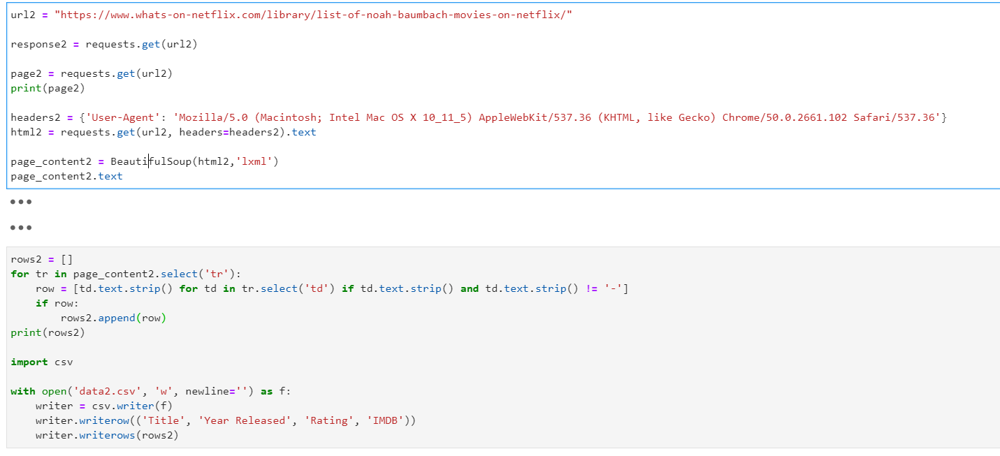 url2 = "https://www.whats-on-netflix.com/library/list-of-noah-baumbach-movies-on-netflix/"
response2 = requests.get(url2)
page2 = requests.get(url2)
print(page2)
headers2 = {'User-Agent': 'Mozilla/5.0 (Macintosh; Intel Mac OS X 10_11_5) AppleWebKit/537.36 (KHTML, like Gecko) Chrome/50.0.2661.102 Safari/537.36'}
html2 = requests.get(url2, headers=headers2).text
page_content2 = BeautifulSoup(html2,'lxml')
page_content2.text
•••
•••
rows2 = []
for tr in page_content2.select('tr'):
    row = [td.text.strip() for td in tr.select('td') if td.text.strip() and td.text.strip() != '-']
    if row:
        rows2.append(row)
print(rows2)
import csv
with open('data2.csv', 'w', newline='') as f:
    writer = csv.writer(f)
    writer.writerow(('Title', 'Year Released', 'Rating', 'IMDB'))
    writer.writerows(rows2)